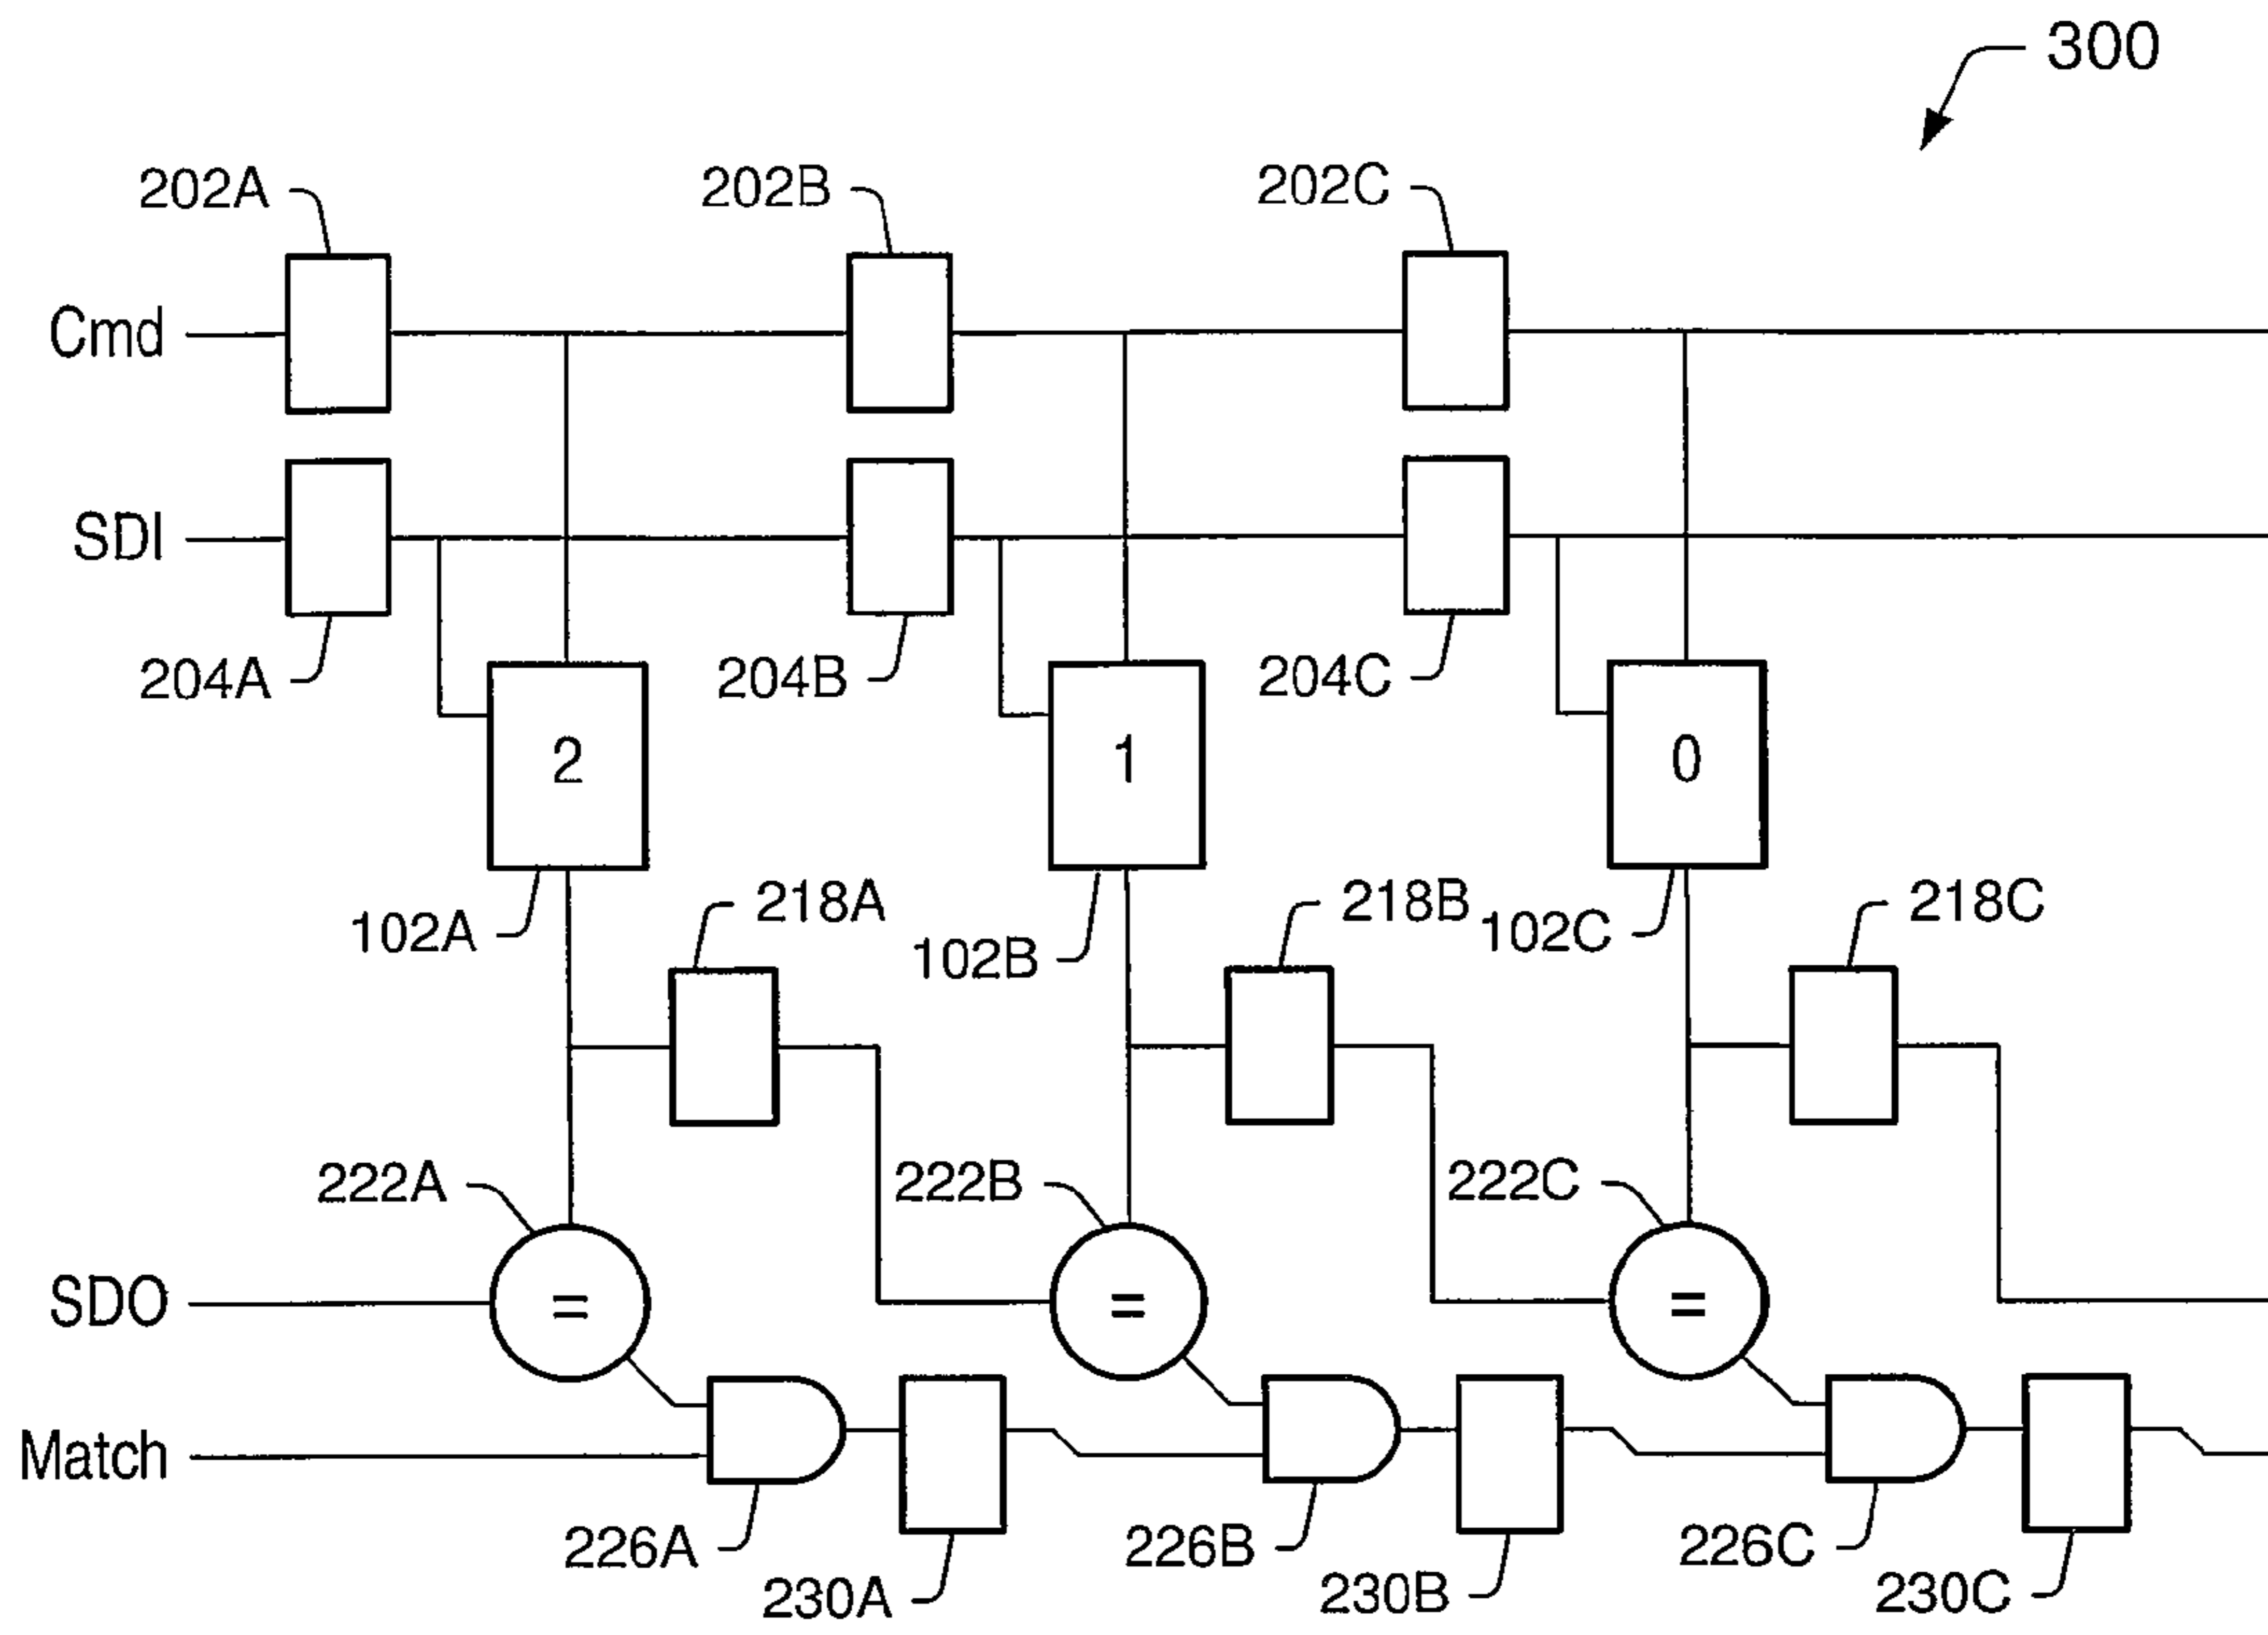 300
202A 202B 202C
Cmd
SDI
204A 204B 204C
2 1 0
218A 218B 218C
102A 102B 102C
222A 222B 222C
SDO = = =
Match
226A 226B 226C
230A 230B 230C